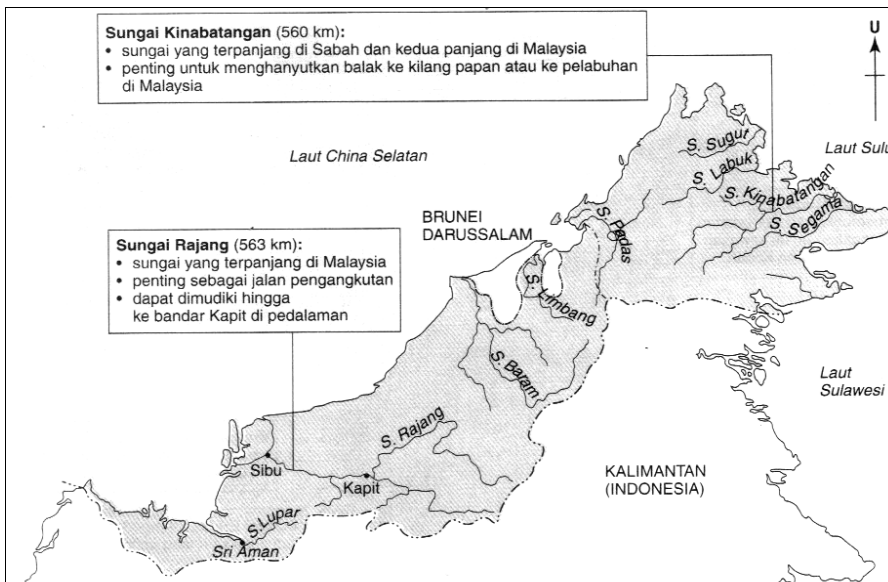 Sungai Kinabatangan (560 km):
• sungai yang terpanjang di Sabah dan kedua panjang di Malaysia
• penting untuk menghanyutkan balak ke kilang papan atau ke pelabuhan
di Malaysia
U
Laut China Selatan
S. Sugut
Laut Sulu
S. Labuk
S. Kinabatangan
S. Segama
BRUNEI
DARUSSALAM
S. Padas
Sungai Rajang (563 km):
• sungai yang terpanjang di Malaysia
• penting sebagai jalan pengangkutan
• dapat dimudiki hingga
ke bandar Kapit di pedalaman
S. Limbang
S. Baram
Laut
Sulawesi
S. Rajang
Sibu
Kapit
KALIMANTAN
(INDONESIA)
S.Lupar
Sri Aman